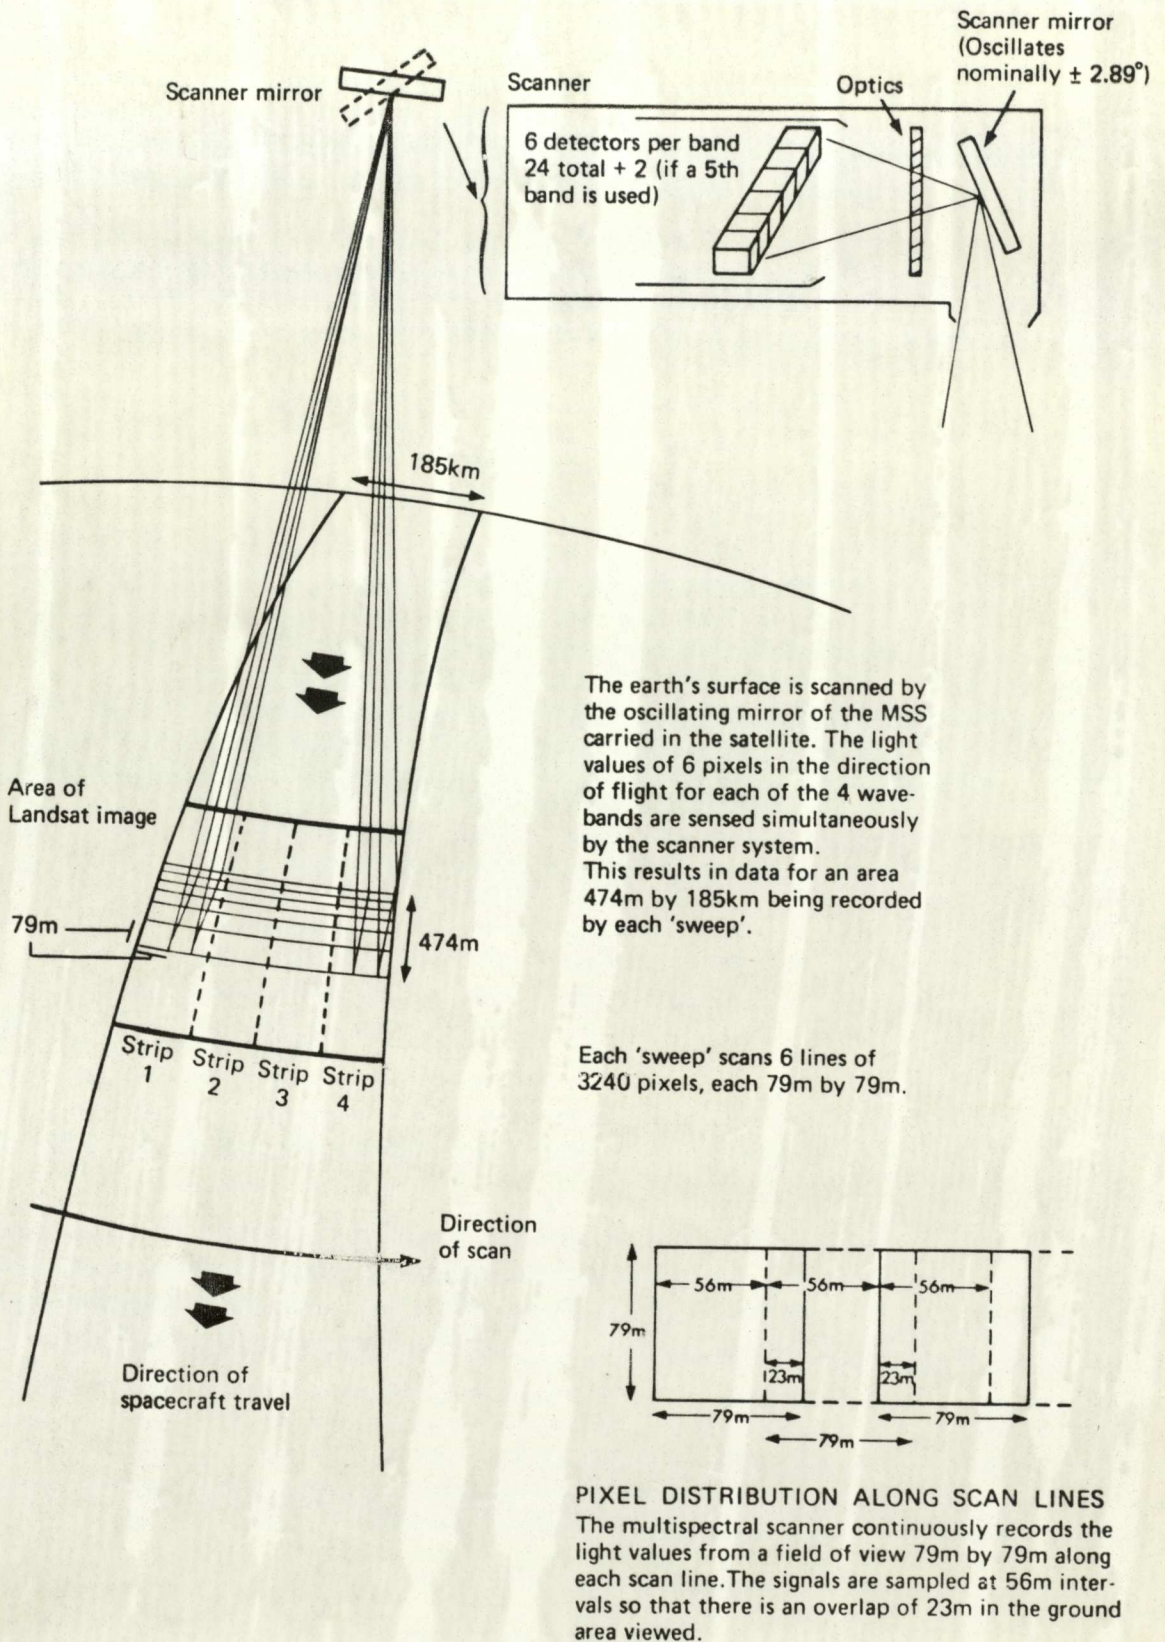 Scanner mirror
(Oscillates
nominally ± 2.89°)
Scanner mirror
Scanner
Optics
6 detectors per band
24 total + 2 (if a 5th
band is used)
185km
The earth's surface is scanned by
the oscillating mirror of the MSS
carried in the satellite. The light
values of 6 pixels in the direction
of flight for each of the 4 wave-
bands are sensed simultaneously
by the scanner system.
This results in data for an area
474m by 185km being recorded
by each 'sweep'.
Area of
Landsat image
79m
474m
Strip
1
Strip
2
Strip
3
Strip
4
Each 'sweep' scans 6 lines of
3240 pixels, each 79m by 79m.
Direction
of scan
Direction of
spacecraft travel
56m
56m
56m
79m
23m
23m
79m
79m
79m
PIXEL DISTRIBUTION ALONG SCAN LINES
The multispectral scanner continuously records the
light values from a field of view 79m by 79m along
each scan line.The signals are sampled at 56m inter-
vals so that there is an overlap of 23m in the ground
area viewed.